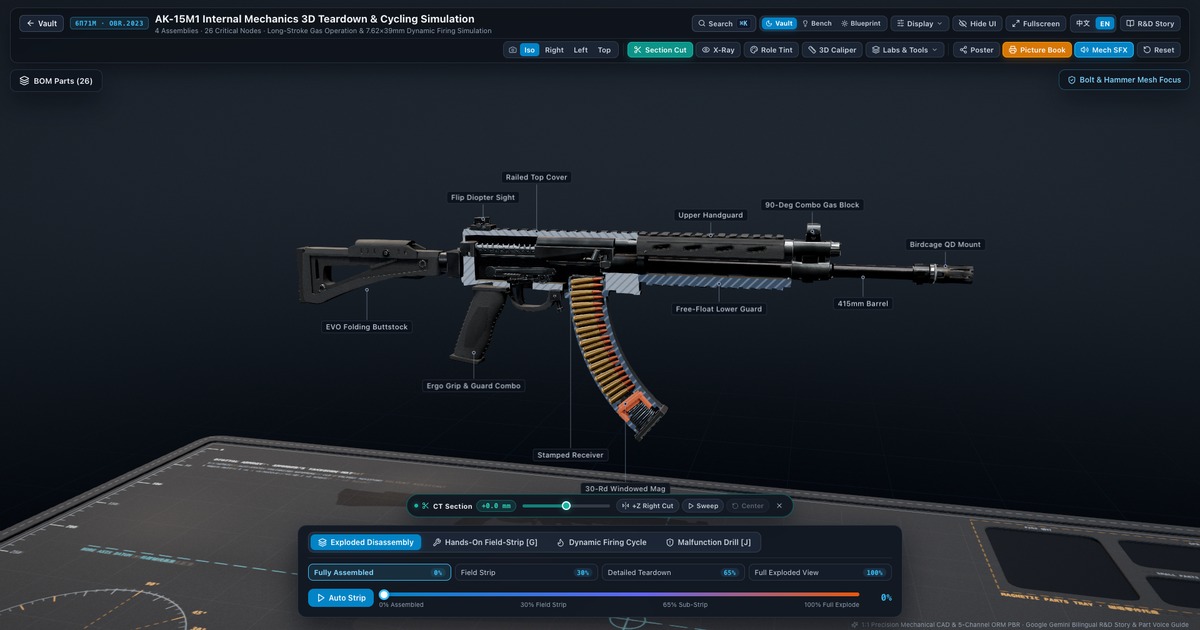 Vault
6П71М · OBR.2023
AK-15M1 Internal Mechanics 3D Teardown & Cycling Simulation
4 Assemblies · 26 Critical Nodes · Long-Stroke Gas Operation & 7.62×39mm Dynamic Firing Simulation
Search ⌘K
Vault
Bench
Blueprint
Display
Hide UI
Fullscreen
中文
EN
R&D Story
Iso
Right
Left
Top
Section Cut
X-Ray
Role Tint
3D Caliper
Labs & Tools
Poster
Picture Book
Mech SFX
Reset
BOM Parts (26)
Bolt & Hammer Mesh Focus
Railed Top Cover
Flip Diopter Sight
90-Deg Combo Gas Block
Upper Handguard
Birdcage QD Mount
415mm Barrel
Free-Float Lower Guard
EVO Folding Buttstock
Ergo Grip & Guard Combo
Stamped Receiver
30-Rd Windowed Mag
CT Section
+0.0 mm
+Z Right Cut
Sweep
Center
Exploded Disassembly
Hands-On Field-Strip [G]
Dynamic Firing Cycle
Malfunction Drill [J]
Fully Assembled 0%
Field Strip 30%
Detailed Teardown 65%
Full Exploded View 100%
Auto Strip
0%
0% Assembled
30% Field Strip
65% Sub-Strip
100% Full Explode
MAGNETIC PARTS TRAY
1:1 Precision Mechanical CAD & 5-Channel ORM PBR · Google Gemini Bilingual R&D Story & Part Voice Guide